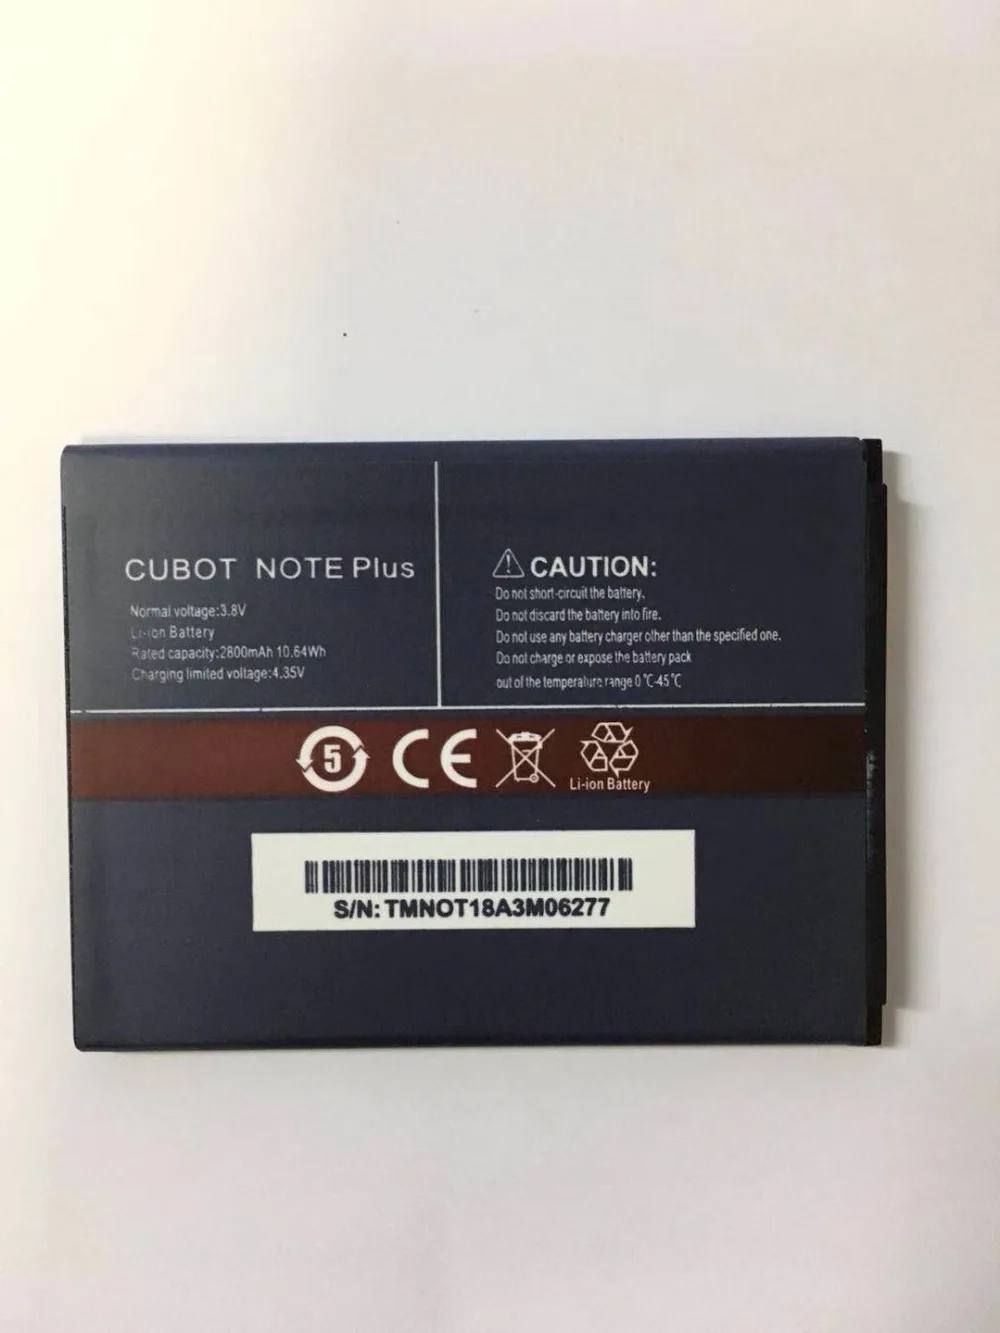 CUBOT NOTE Plus
Normal voltage:3.8V
Li-ion Battery
Rated capacity:2800mAh 10.64Wh
Charging limited voltage:4.35V
CAUTION:
Do not short-circuit the battery.
Do not discard the battery into fire.
Do not use any battery charger other than the specified one.
Do not charge or expose the battery pack
out of the temperature range 0℃-45℃
5 CE
Li-ion Battery
S/N: TMNOT18A3M06277